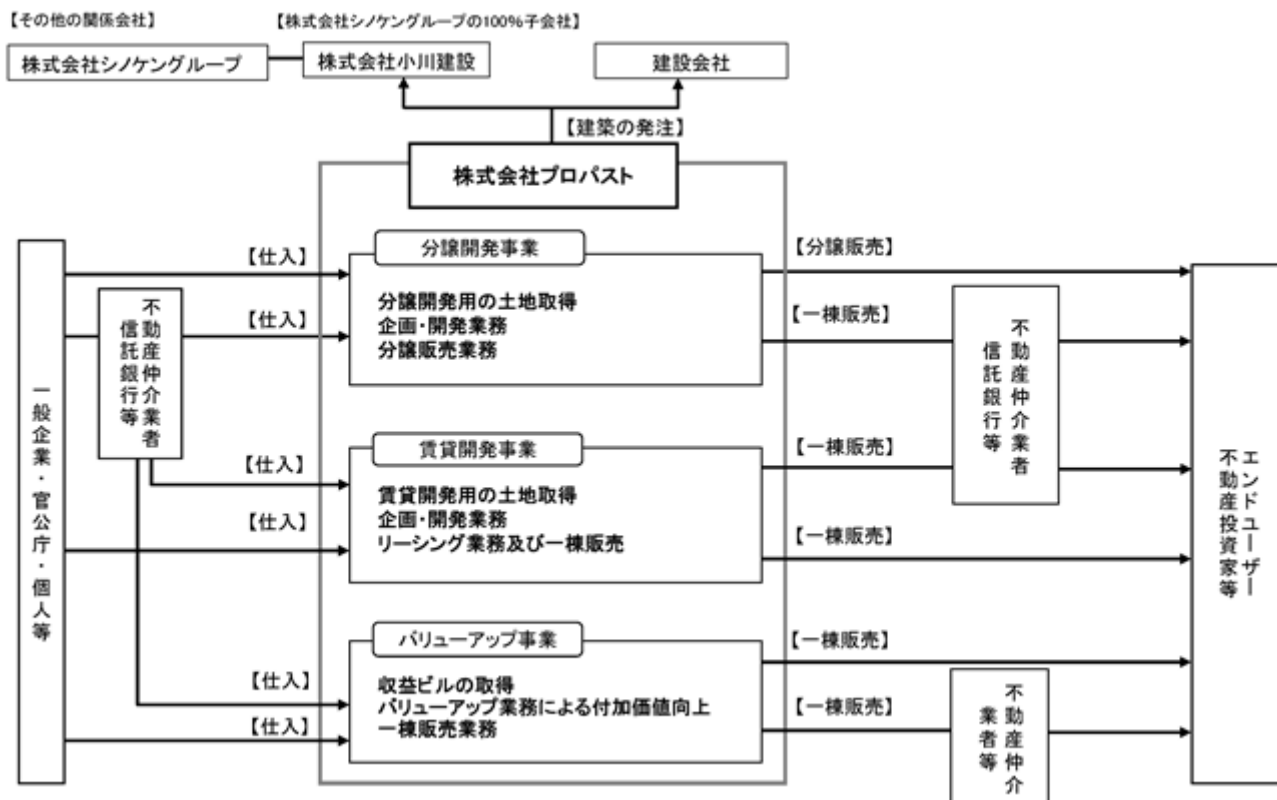 【その他の関係会社】
【株式会社シノケングループの100%子会社】
株式会社シノケングループ
株式会社小川建設
建設会社
【建築の発注】
株式会社プロパスト
一般企業・官公庁・個人等
不動産仲介業者
信託銀行等
【仕入】
【仕入】
分譲開発事業
分譲開発用の土地取得
企画・開発業務
分譲販売業務
【分譲販売】
【一棟販売】
【仕入】
【仕入】
賃貸開発事業
賃貸開発用の土地取得
企画・開発業務
リーシング業務及び一棟販売
【一棟販売】
【一棟販売】
不動産仲介業者
信託銀行等
【仕入】
【仕入】
バリューアップ事業
収益ビルの取得
バリューアップ業務による付加価値向上
一棟販売業務
【一棟販売】
【一棟販売】
不動産仲介
業者等
エンドユーザー
不動産投資家等